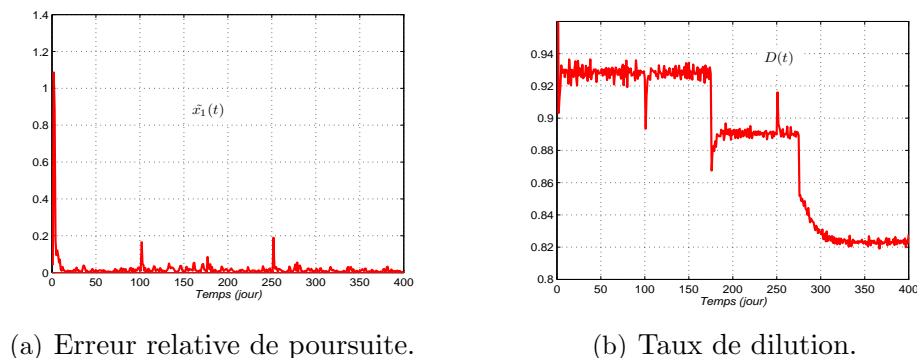 1.4
1.2
1
0.8
0.6
0.4
0.2
0
x̃₁(t)
0 50 100 150 200 250 300 350 400
Temps (jour)
(a) Erreur relative de poursuite.
0.94
0.92
0.9
0.88
0.86
0.84
0.82
0.8
D(t)
0 50 100 150 200 250 300 350 400
Temps (jour)
(b) Taux de dilution.